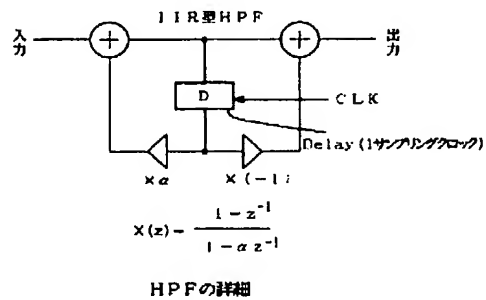 IIR型HPF
入力
出力
D
CLK
Delay (1サンプリングクロック)
×α
×(-1)
X(z)= 1-z⁻¹ / 1-αz⁻¹
HPFの詳細